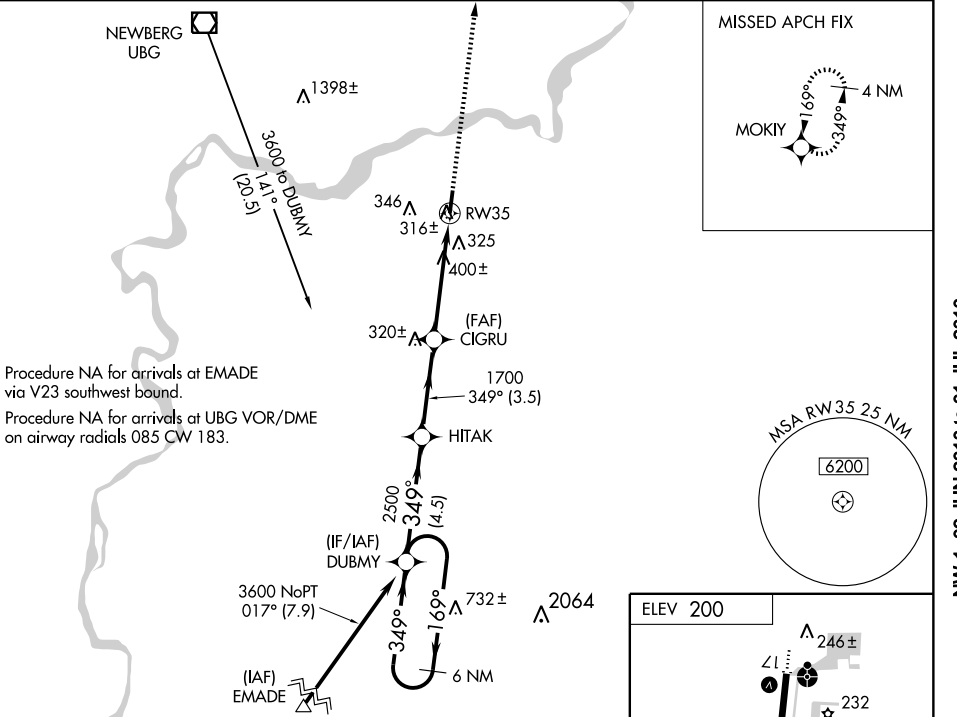 NEWBERG
UBG
1398±
3600 to DUBMY
141°
(20.5)
MISSED APCH FIX
169°
4 NM
349°
MOKIY
346
316±
RW35
325
400±
(FAF)
CIGRU
320±
1700
349° (3.5)
Procedure NA for arrivals at EMADE
via V23 southwest bound.
Procedure NA for arrivals at UBG VOR/DME
on airway radials 085 CW 183.
HITAK
MSA RW35 25 NM
6200
2500
349°
(4.5)
(IF/IAF)
DUBMY
3600 NoPT
017° (7.9)
349°
169°
732±
2064
6 NM
(IAF)
EMADE
ELEV 200
246±
17
V
232